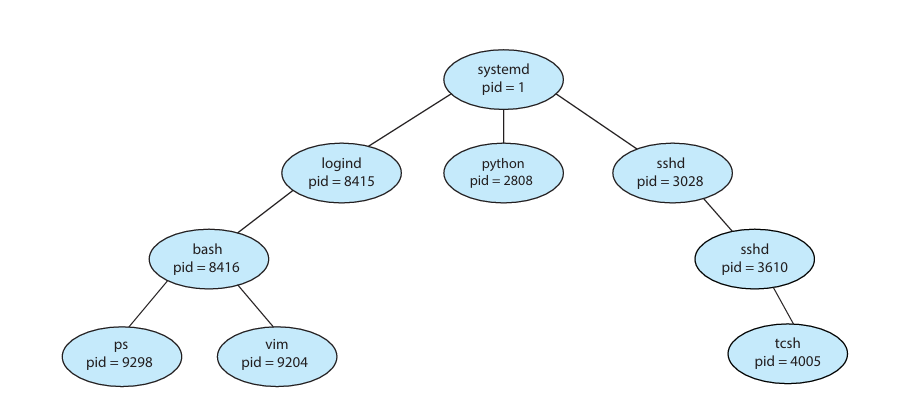 systemd
pid = 1
logind
pid = 8415
python
pid = 2808
sshd
pid = 3028
bash
pid = 8416
sshd
pid = 3610
ps
pid = 9298
vim
pid = 9204
tcsh
pid = 4005